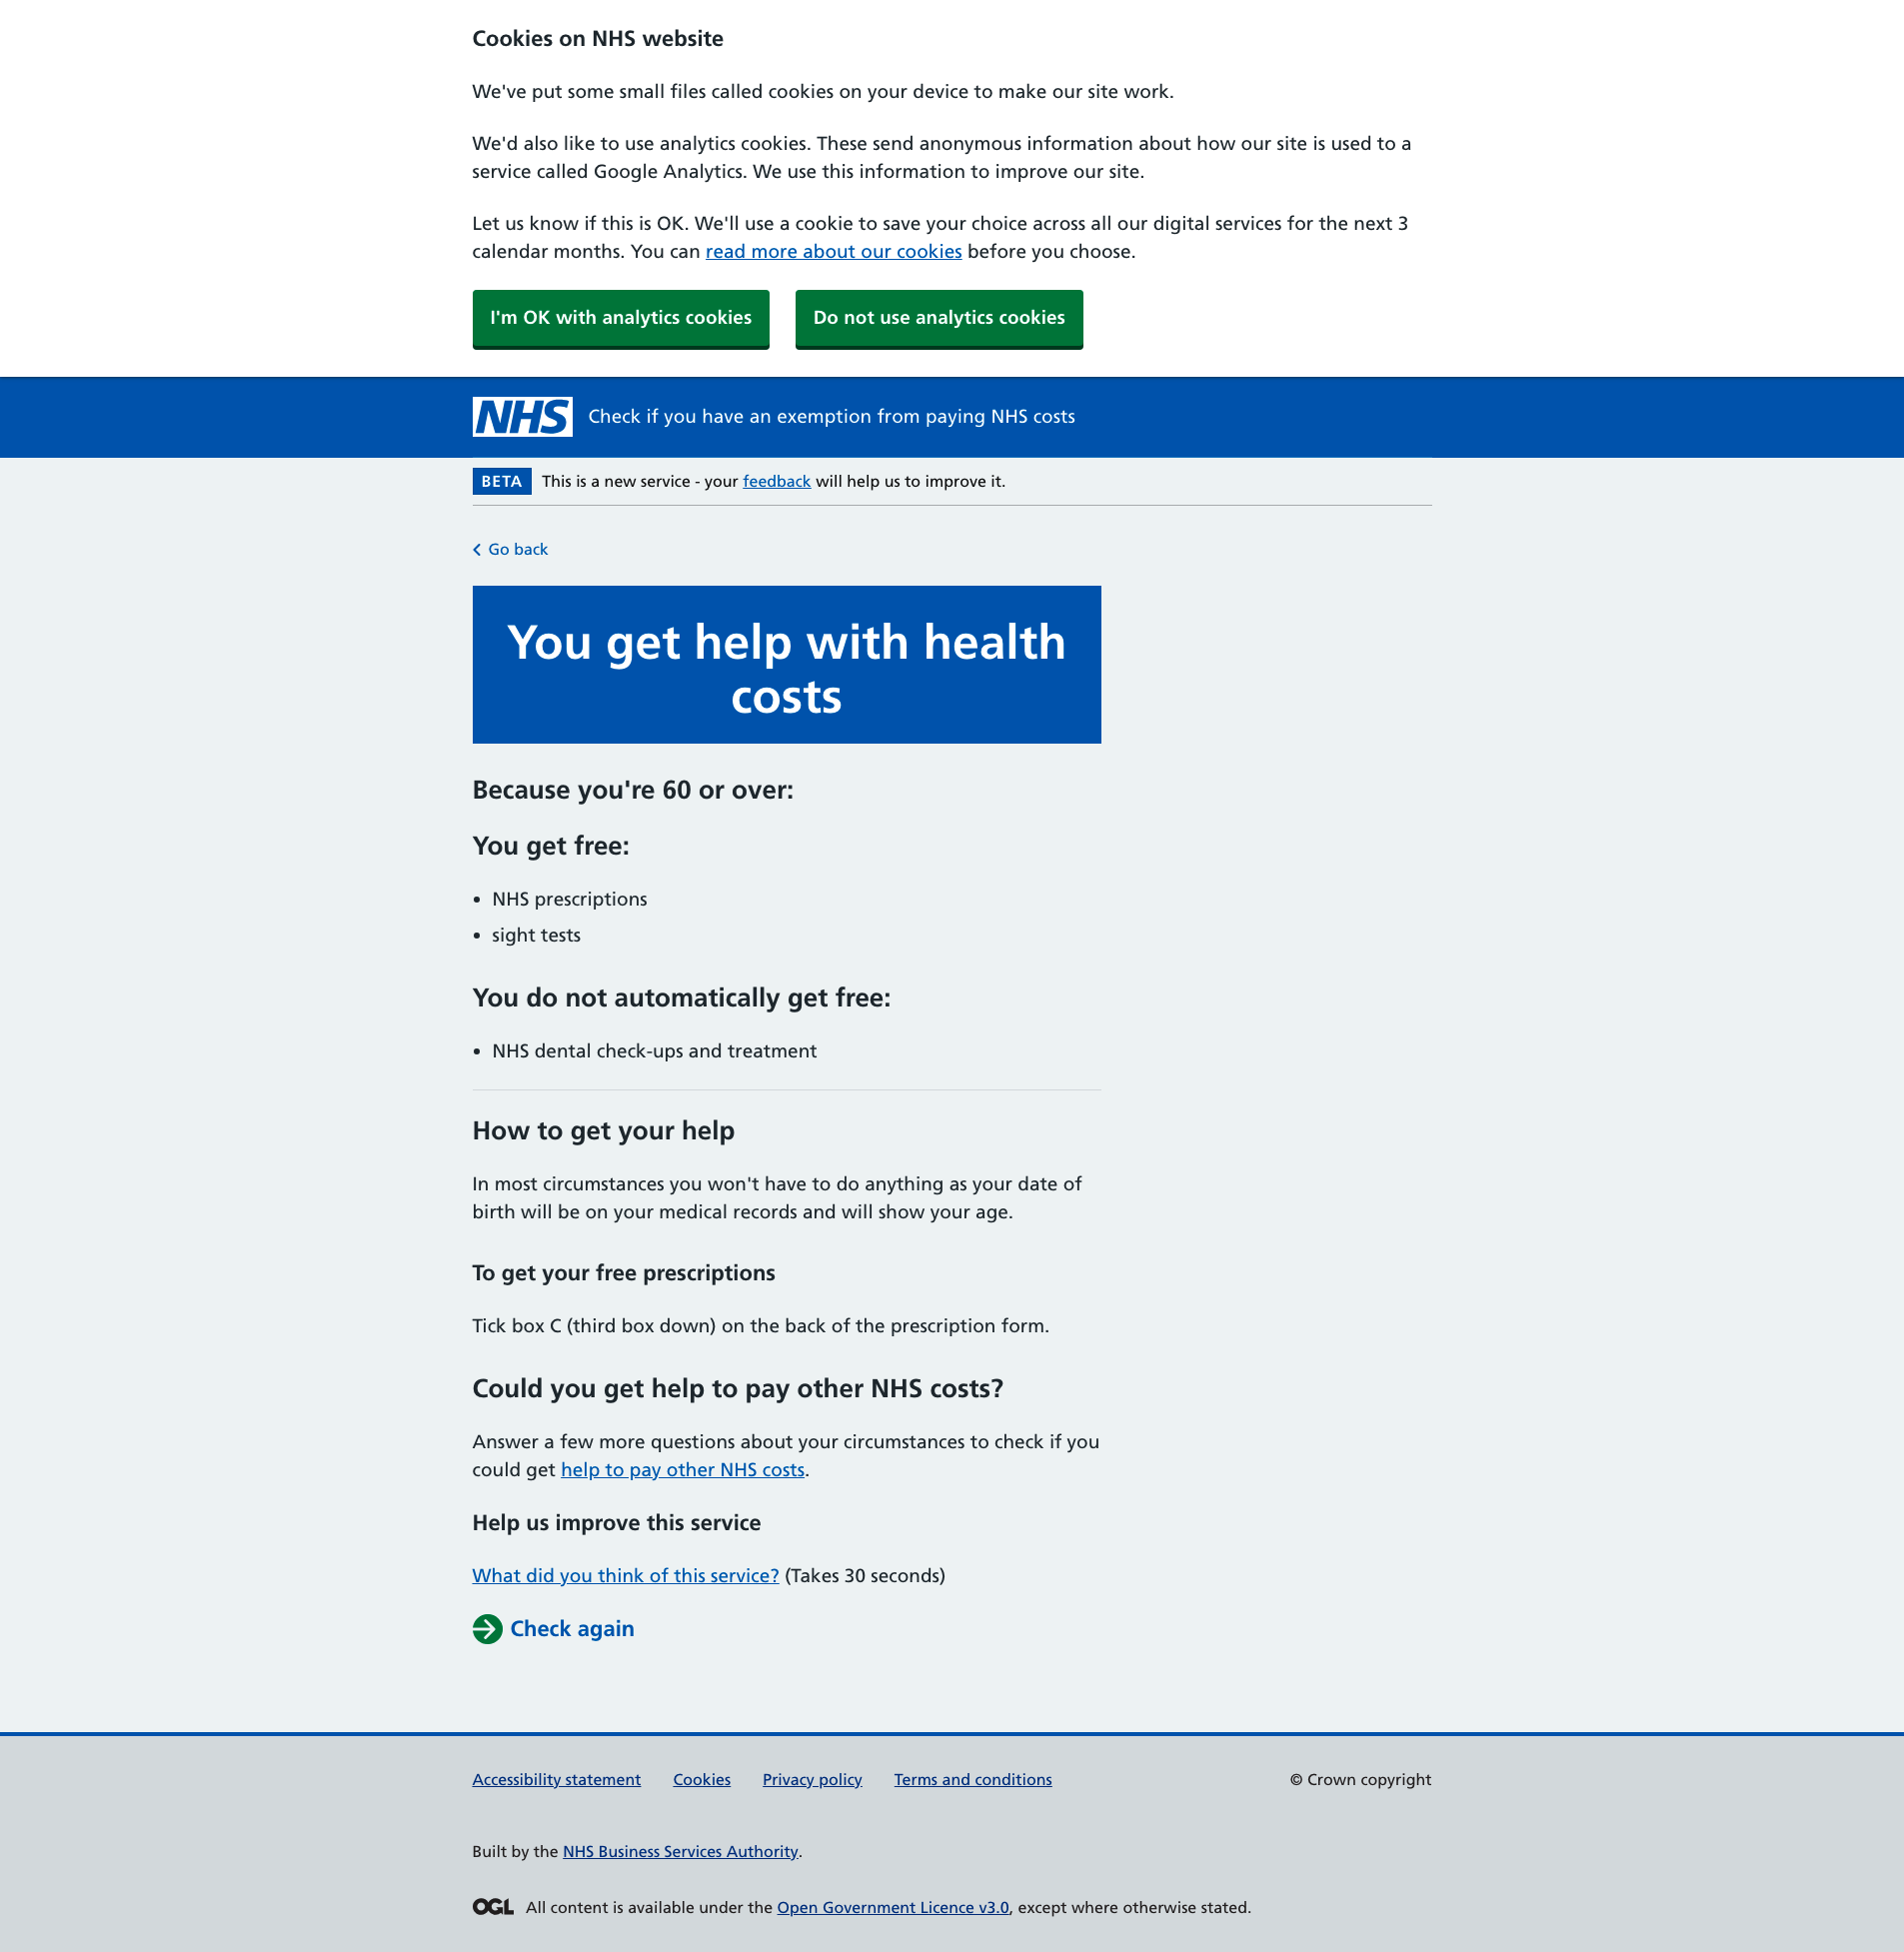 Cookies on NHS website
We've put some small files called cookies on your device to make our site work.
We'd also like to use analytics cookies. These send anonymous information about how our site is used to a
service called Google Analytics. We use this information to improve our site.
Let us know if this is OK. We'll use a cookie to save your choice across all our digital services for the next 3
calendar months. You can read more about our cookies before you choose.
I'm OK with analytics cookies Do not use analytics cookies
NHS Check if you have an exemption from paying NHS costs
BETA This is a new service - your feedback will help us to improve it.
Go back
You get help with health
costs
Because you're 60 or over:
You get free:
• NHS prescriptions
• sight tests
You do not automatically get free:
• NHS dental check-ups and treatment
How to get your help
In most circumstances you won't have to do anything as your date of
birth will be on your medical records and will show your age.
To get your free prescriptions
Tick box C (third box down) on the back of the prescription form.
Could you get help to pay other NHS costs?
Answer a few more questions about your circumstances to check if you
could get help to pay other NHS costs.
Help us improve this service
What did you think of this service? (Takes 30 seconds)
Check again
Accessibility statement Cookies Privacy policy Terms and conditions © Crown copyright
Built by the NHS Business Services Authority.
OGL All content is available under the Open Government Licence v3.0, except where otherwise stated.